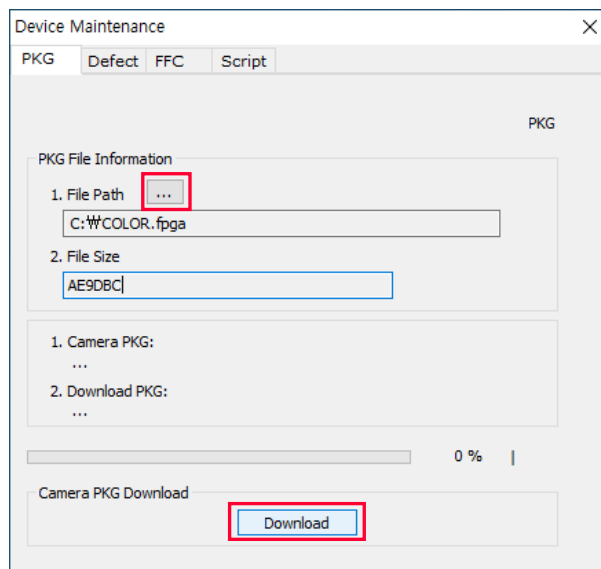 Device Maintenance
PKG Defect FFC Script
PKG
PKG File Information
1. File Path ...
C:₩COLOR.fpga
2. File Size
AE9DBC
1. Camera PKG:
...
2. Download PKG:
...
0 % |
Camera PKG Download
Download